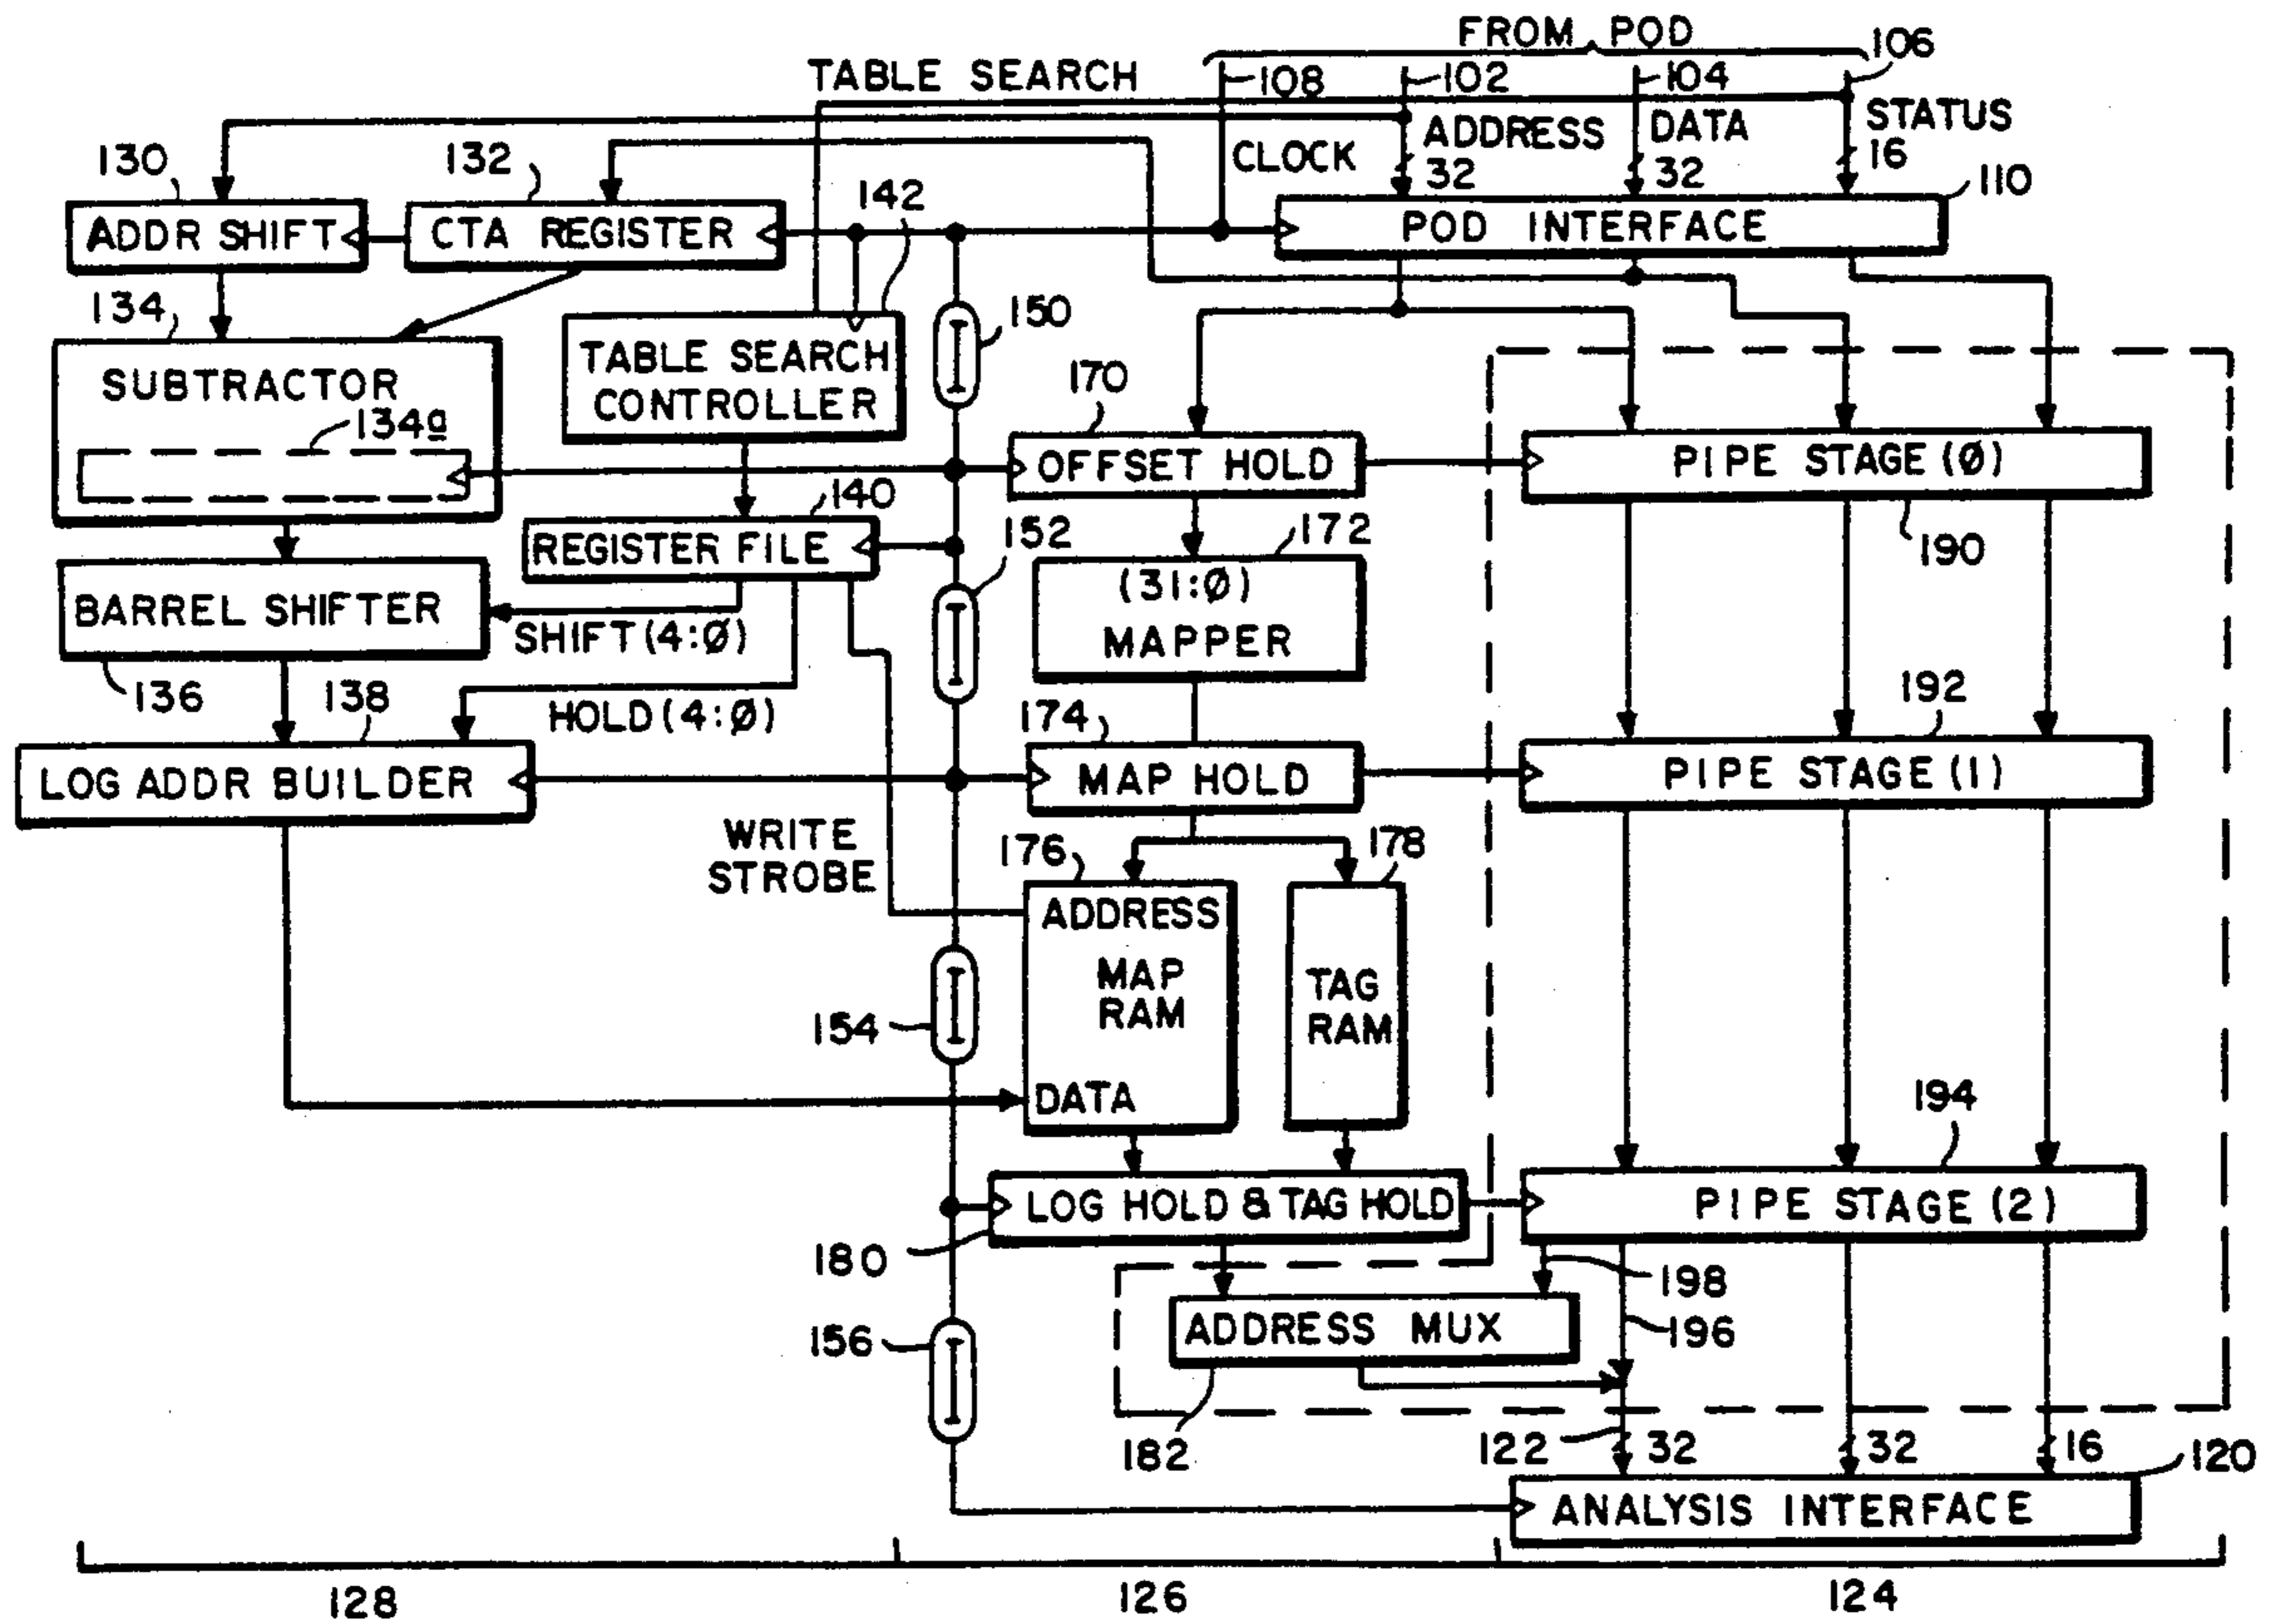 FROM POD
106
TABLE SEARCH
108
102
104
ADDRESS
DATA
STATUS
CLOCK
32
32
16
130
132
142
110
ADDR SHIFT
CTA REGISTER
POD INTERFACE
134
150
SUBTRACTOR
TABLE SEARCH
CONTROLLER
170
134a
OFFSET HOLD
PIPE STAGE (Ø)
140
152
172
190
REGISTER FILE
(31:Ø)
MAPPER
BARREL SHIFTER
SHIFT (4:Ø)
136
138
HOLD (4:Ø)
174
192
LOG ADDR BUILDER
MAP HOLD
PIPE STAGE (1)
WRITE
STROBE
176
178
ADDRESS
MAP
RAM
TAG
RAM
154
DATA
194
LOG HOLD & TAG HOLD
PIPE STAGE (2)
180
198
ADDRESS MUX
196
156
182
122
32
32
16
120
ANALYSIS INTERFACE
128
126
124